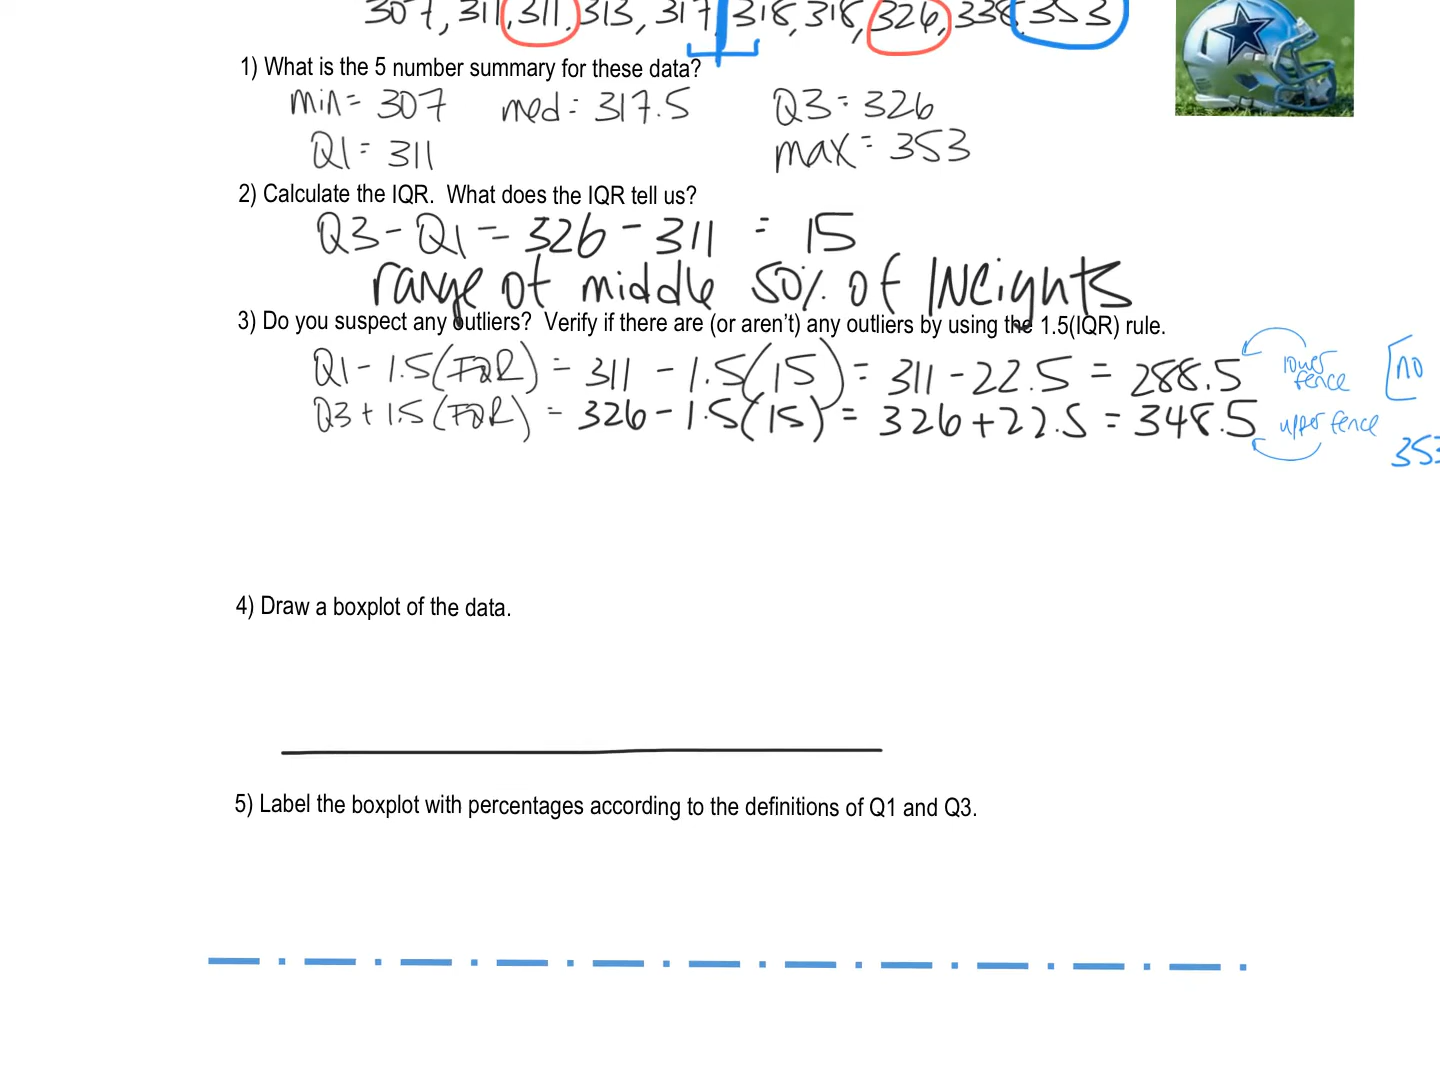 307, 311, 311, 313, 317, 318, 318, 326, 338, 353
1) What is the 5 number summary for these data?
min = 307 med = 317.5 Q3 = 326
Q1 = 311 max = 353
2) Calculate the IQR. What does the IQR tell us?
Q3 - Q1 = 326 - 311 = 15
range of middle 50% of weights
3) Do you suspect any outliers? Verify if there are (or aren't) any outliers by using the 1.5(IQR) rule.
Q1 - 1.5(IQR) = 311 - 1.5(15) = 311 - 22.5 = 288.5 lower fence [no
Q3 + 1.5(IQR) = 326 - 1.5(15) = 326 + 22.5 = 348.5 upper fence
353
4) Draw a boxplot of the data.
5) Label the boxplot with percentages according to the definitions of Q1 and Q3.